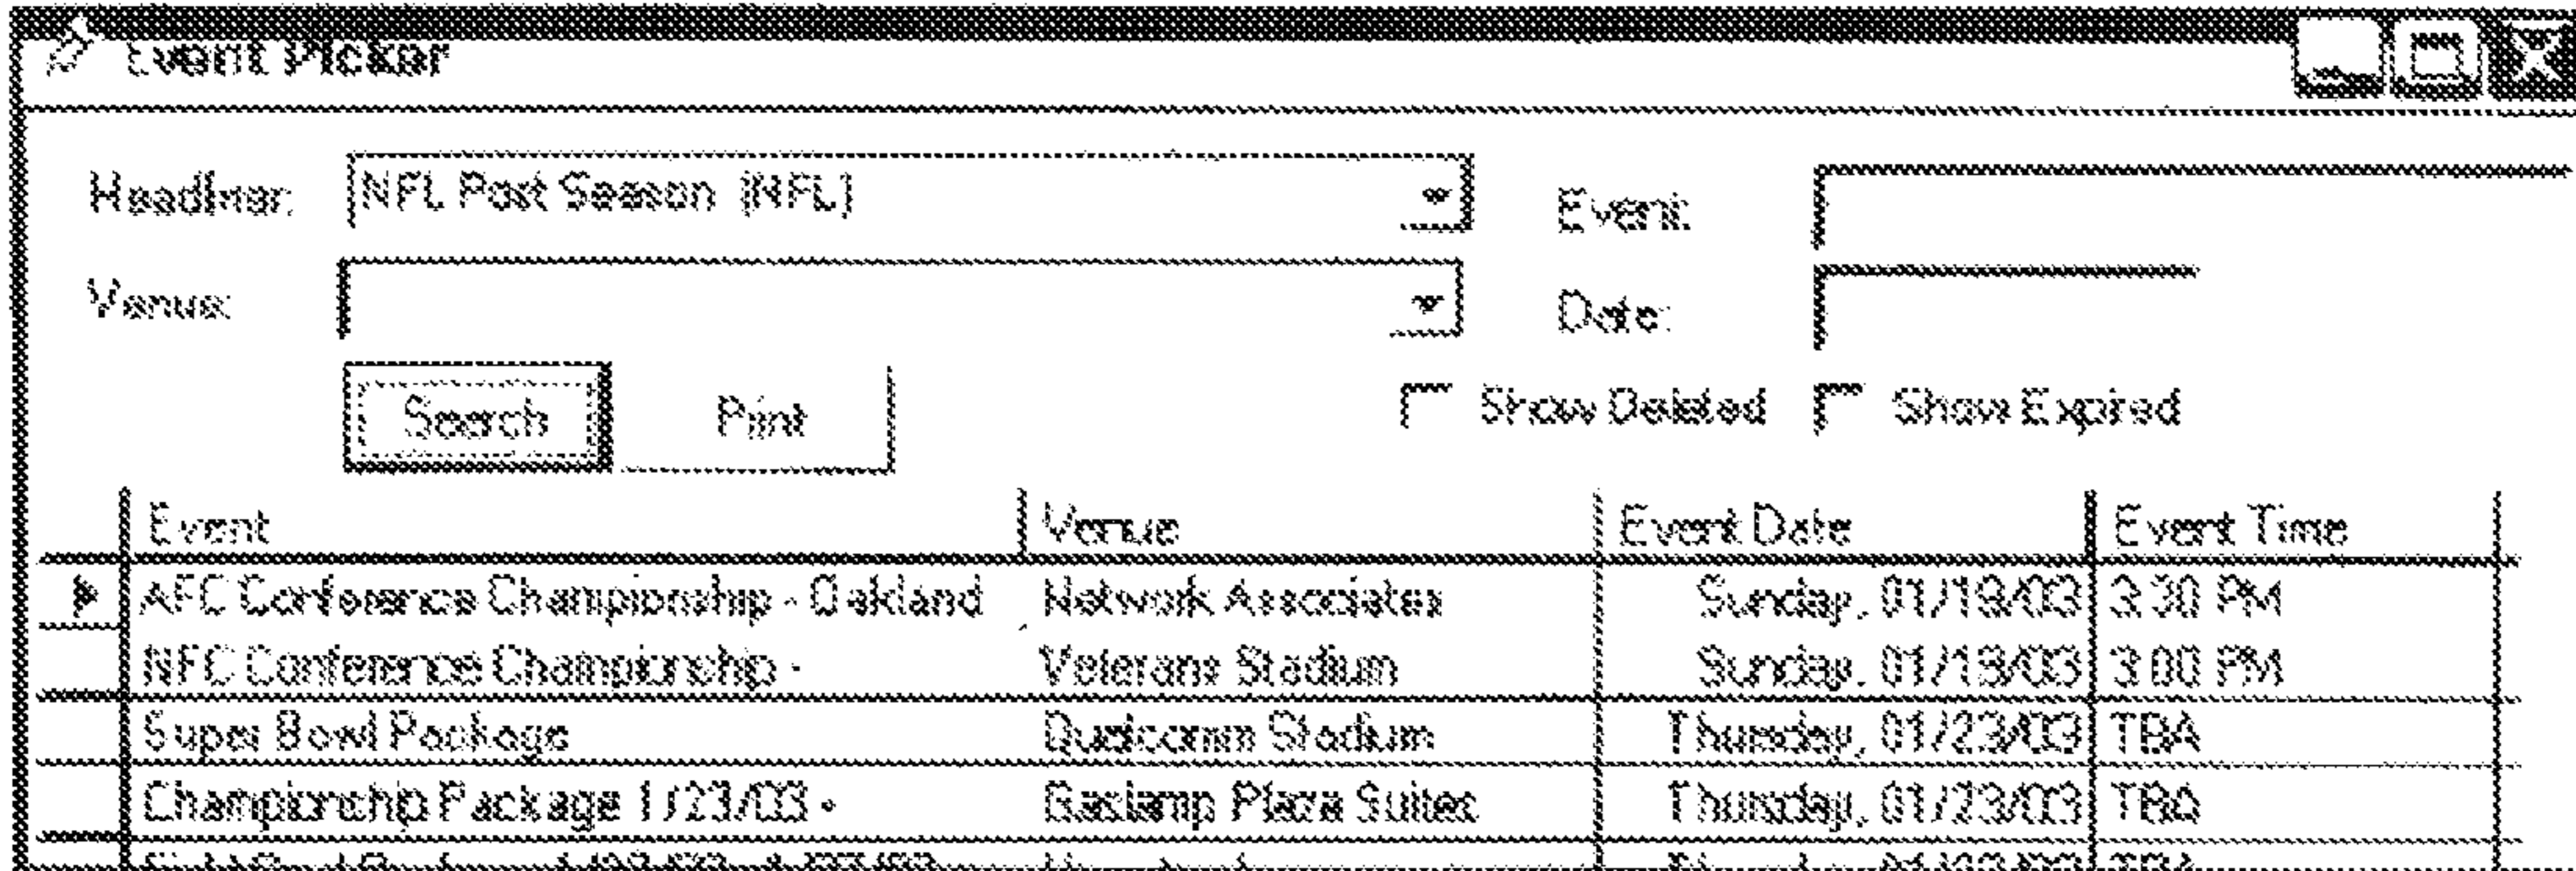 Event Picker
Headliner: NFL Post Season (NFL) Event:
Venue: Date:
Search Print Show Deleted Show Expired
Event Venue Event Date Event Time
AFC Conference Championship - Oakland Network Associates Sunday, 01/19/03 3:30 PM
NFC Conference Championship - Veterans Stadium Sunday, 01/19/03 3:00 PM
Super Bowl Package Qualcomm Stadium Thursday, 01/23/03 TBA
Championship Package 1/23/03 - Gaslamp Plaza Suites Thursday, 01/23/03 TBA